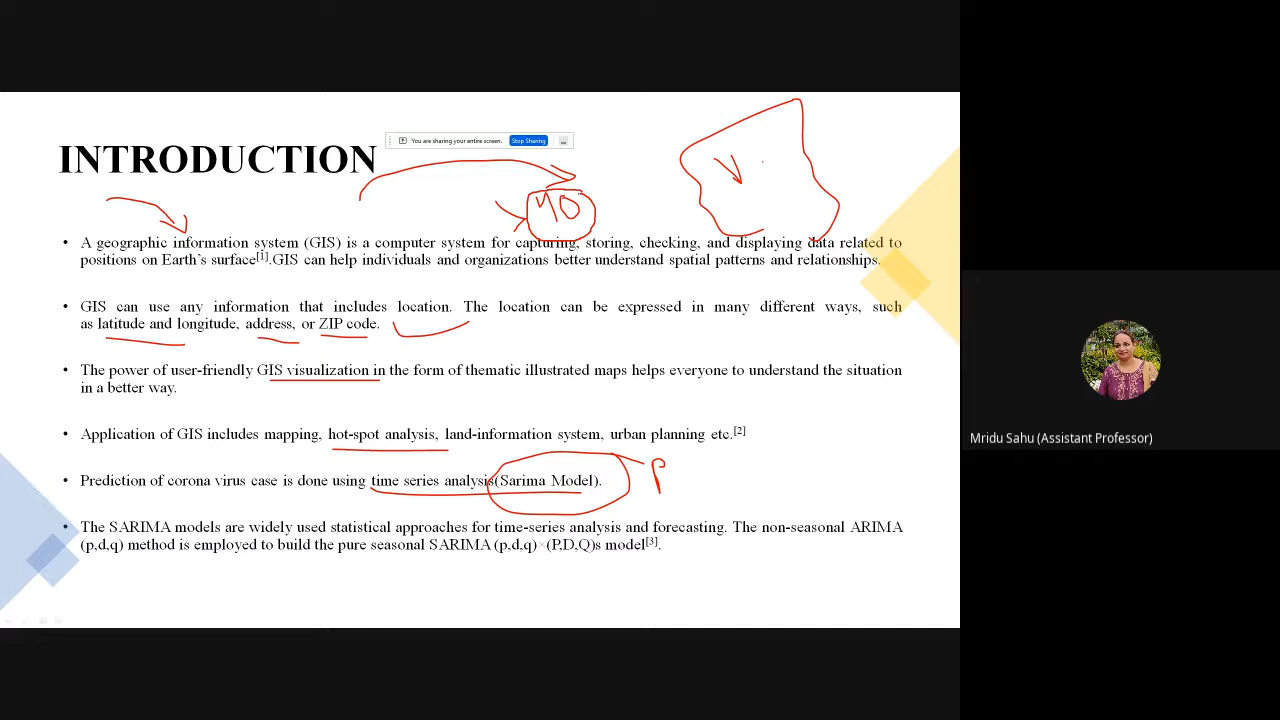 INTRODUCTION
You are sharing your entire screen.
Stop Sharing
40
V
• A geographic information system (GIS) is a computer system for capturing, storing, checking, and displaying data related to
positions on Earth's surface[1].GIS can help individuals and organizations better understand spatial patterns and relationships.
• GIS can use any information that includes location. The location can be expressed in many different ways, such
as latitude and longitude, address, or ZIP code.
• The power of user-friendly GIS visualization in the form of thematic illustrated maps helps everyone to understand the situation
in a better way.
• Application of GIS includes mapping, hot-spot analysis, land-information system, urban planning etc.[2]
• Prediction of corona virus case is done using time series analysis(Sarima Model).
P
• The SARIMA models are widely used statistical approaches for time-series analysis and forecasting. The non-seasonal ARIMA
(p,d,q) method is employed to build the pure seasonal SARIMA (p,d,q)×(P,D,Q)s model[3].
Mridu Sahu (Assistant Professor)